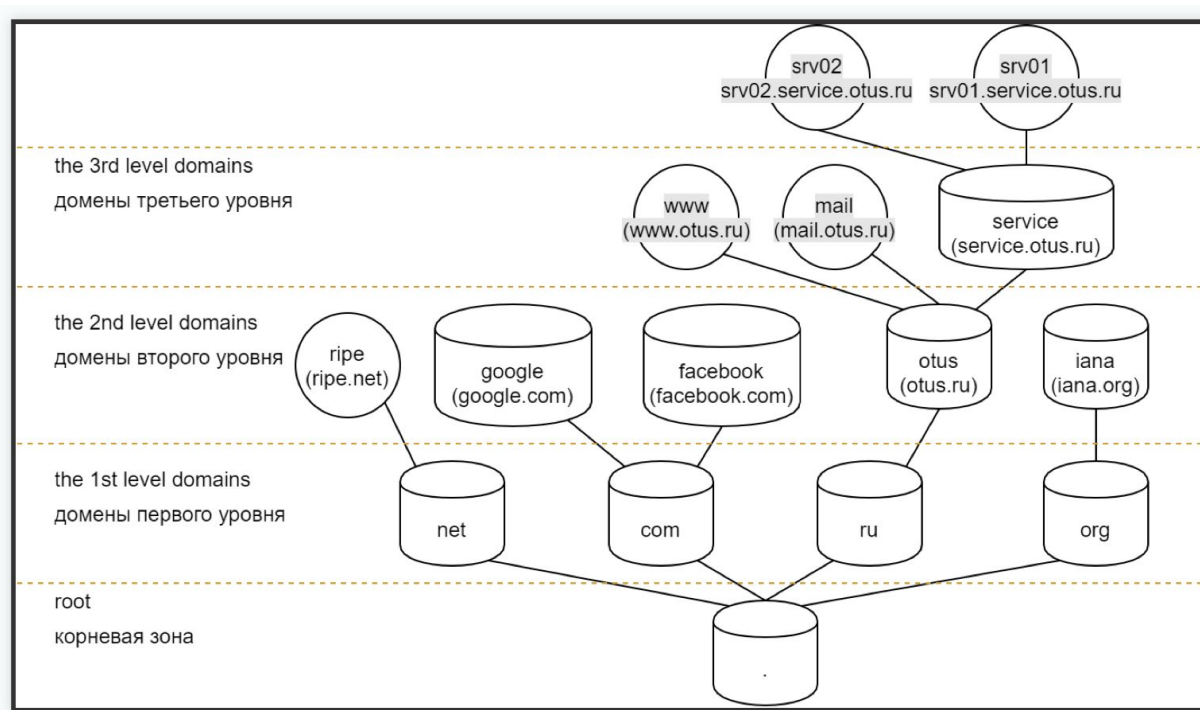 srv02
srv02.service.otus.ru
srv01
srv01.service.otus.ru
the 3rd level domains
домены третьего уровня
www
(www.otus.ru)
mail
(mail.otus.ru)
service
(service.otus.ru)
the 2nd level domains
домены второго уровня
ripe
(ripe.net)
google
(google.com)
facebook
(facebook.com)
otus
(otus.ru)
iana
(iana.org)
the 1st level domains
домены первого уровня
net
com
ru
org
root
корневая зона
.